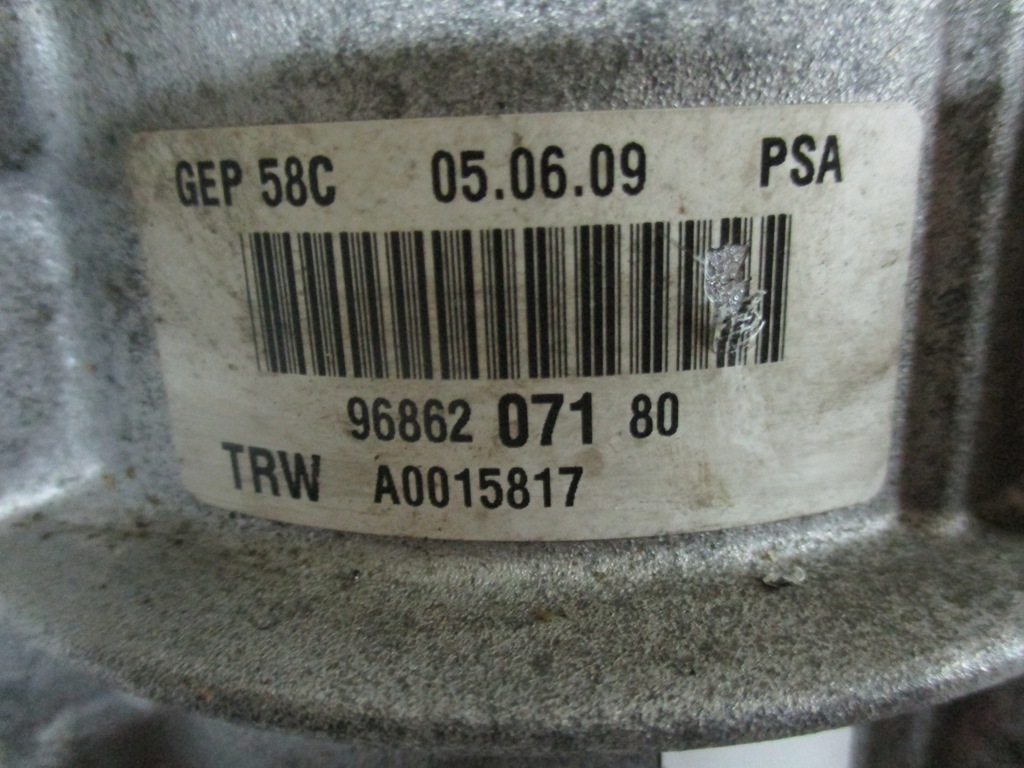 GEP 58C 05.06.09 PSA
96862 071 80
TRW A0015817